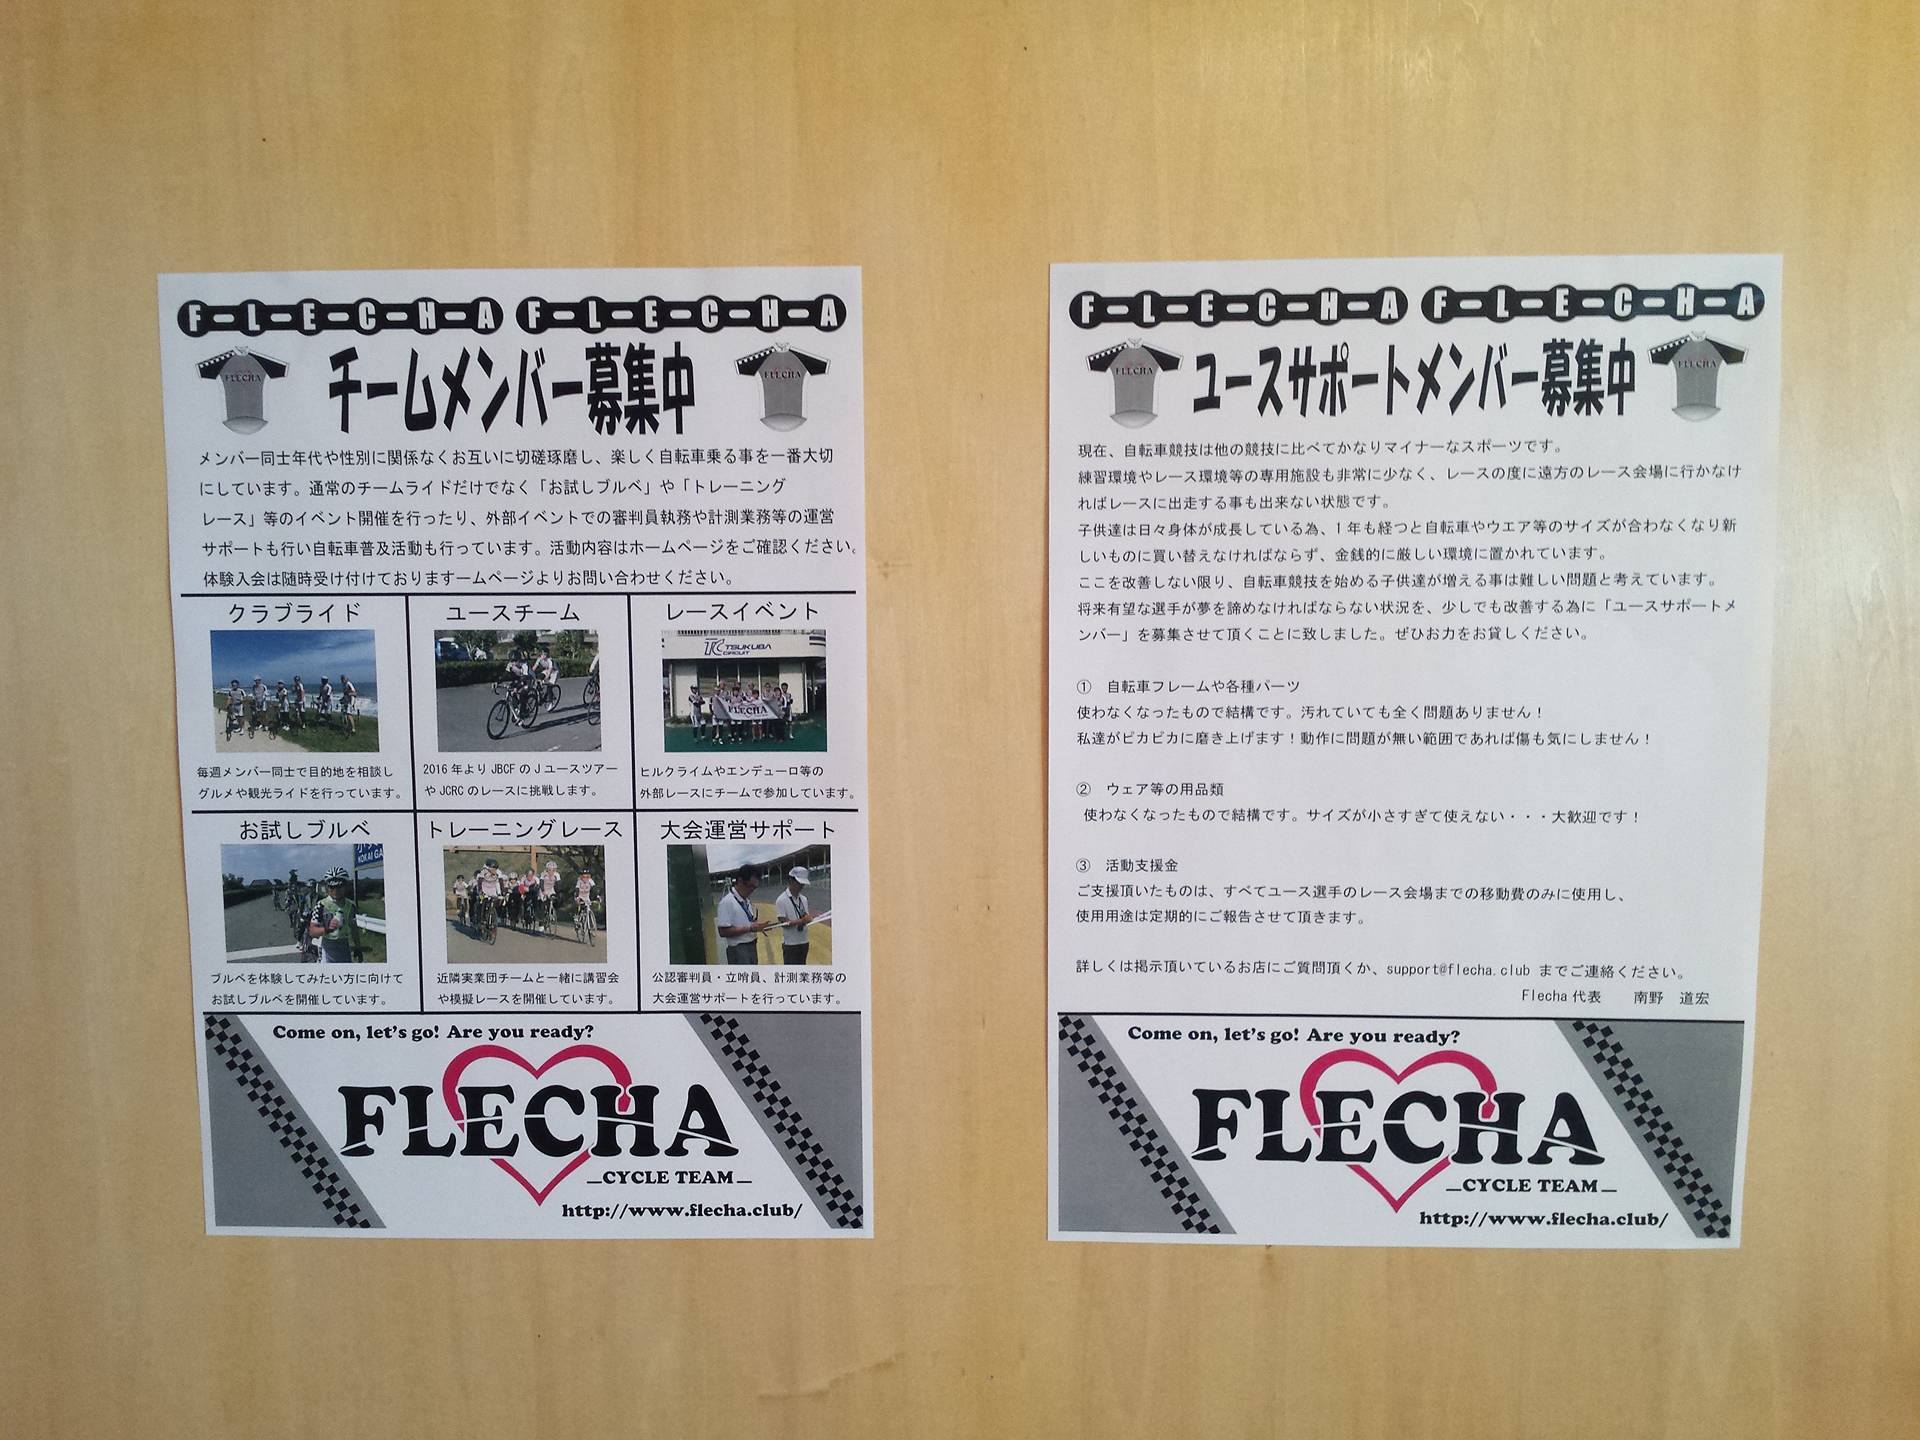 F-L-E-C-H-A F-L-E-C-H-A
FLECHA
チームメンバー募集中
FLECHA
メンバー同士年代や性別に関係なくお互いに切磋琢磨し、楽しく自転車乗る事を一番大切
にしています。通常のチームライドだけでなく「お試しブルベ」や「トレーニング
レース」等のイベント開催を行ったり、外部イベントでの審判員執務や計測業務等の運営
サポートも行い自転車普及活動も行っています。活動内容はホームページをご確認ください。
体験入会は随時受け付けておりますームページよりお問い合わせください。
クラブライド
毎週メンバー同士で目的地を相談し
グルメや観光ライドを行っています。
ユースチーム
2016年よりJBCFのJユースツアー
やJCRCのレースに挑戦します。
レースイベント
TC TSUKUBA
CIRCUIT
FLECHA
ヒルクライムやエンデューロ等の
外部レースにチームで参加しています。
お試しブルベ
KOKAI GA
ブルベを体験してみたい方に向けて
お試しブルベを開催しています。
トレーニングレース
近隣実業団チームと一緒に講習会
や模擬レースを開催しています。
大会運営サポート
公認審判員・立哨員、計測業務等の
大会運営サポートを行っています。
Come on, let's go! Are you ready?
FLECHA
CYCLE TEAM
http://www.flecha.club/
F-L-E-C-H-A F-L-E-C-H-A
FLECHA
ユースサポートメンバー募集中
FLECHA
現在、自転車競技は他の競技に比べてかなりマイナーなスポーツです。
練習環境やレース環境等の専用施設も非常に少なく、レースの度に遠方のレース会場に行かなけ
ればレースに出走する事も出来ない状態です。
子供達は日々身体が成長している為、1年も経つと自転車やウエア等のサイズが合わなくなり新
しいものに買い替えなければならず、金銭的に厳しい環境に置かれています。
ここを改善しない限り、自転車競技を始める子供達が増える事は難しい問題と考えています。
将来有望な選手が夢を諦めなければならない状況を、少しでも改善する為に「ユースサポートメ
ンバー」を募集させて頂くことに致しました。ぜひお力をお貸しください。
① 自転車フレームや各種パーツ
使わなくなったもので結構です。汚れていても全く問題ありません!
私達がピカピカに磨き上げます!動作に問題が無い範囲であれば傷も気にしません!
② ウェア等の用品類
使わなくなったもので結構です。サイズが小さすぎて使えない・・・大歓迎です!
③ 活動支援金
ご支援頂いたものは、すべてユース選手のレース会場までの移動費のみに使用し、
使用用途は定期的にご報告させて頂きます。
詳しくは掲示頂いているお店にご質問頂くか、support@flecha.club までご連絡ください。
Flecha代表 南野 道宏
Come on, let's go! Are you ready?
FLECHA
CYCLE TEAM
http://www.flecha.club/